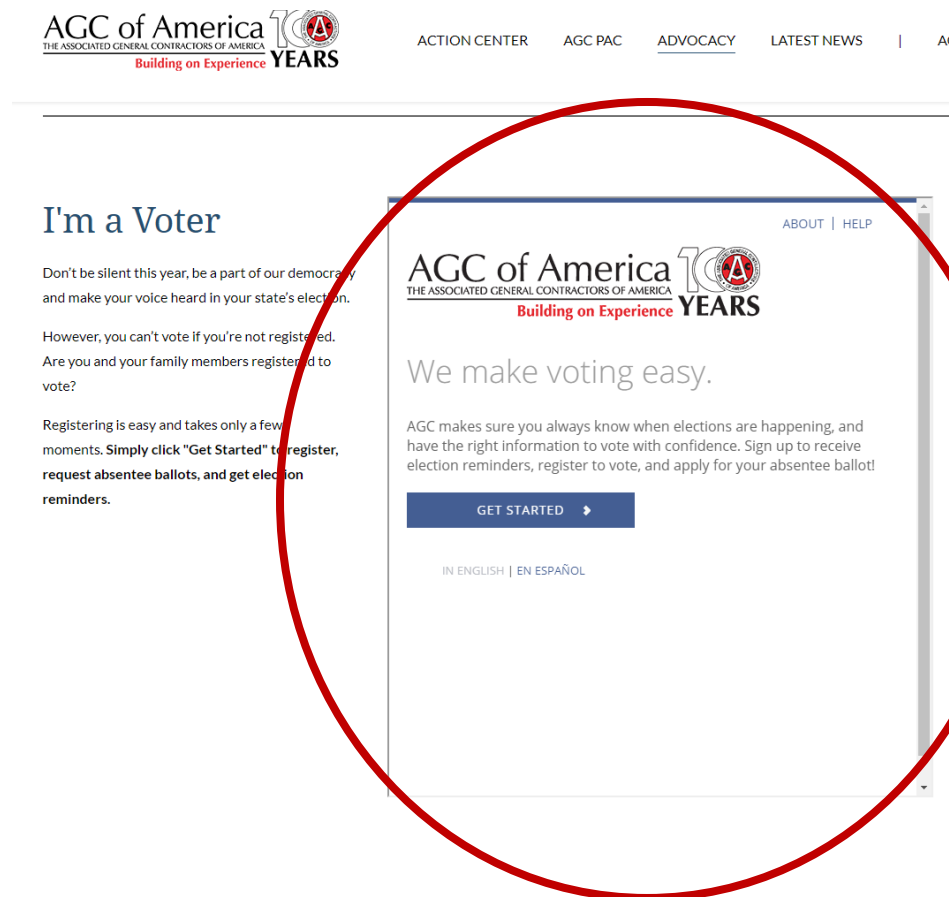 AGC of America 100
THE ASSOCIATED GENERAL CONTRACTORS OF AMERICA
Building on Experience YEARS
ACTION CENTER AGC PAC ADVOCACY LATEST NEWS |
I'm a Voter
Don't be silent this year, be a part of our democracy
and make your voice heard in your state's election.
However, you can't vote if you're not registered.
Are you and your family members registered to
vote?
Registering is easy and takes only a few
moments. Simply click "Get Started" to register,
request absentee ballots, and get election
reminders.
ABOUT | HELP
AGC of America 100
THE ASSOCIATED GENERAL CONTRACTORS OF AMERICA
Building on Experience YEARS
We make voting easy.
AGC makes sure you always know when elections are happening, and
have the right information to vote with confidence. Sign up to receive
election reminders, register to vote, and apply for your absentee ballot!
GET STARTED
IN ENGLISH | EN ESPAÑOL